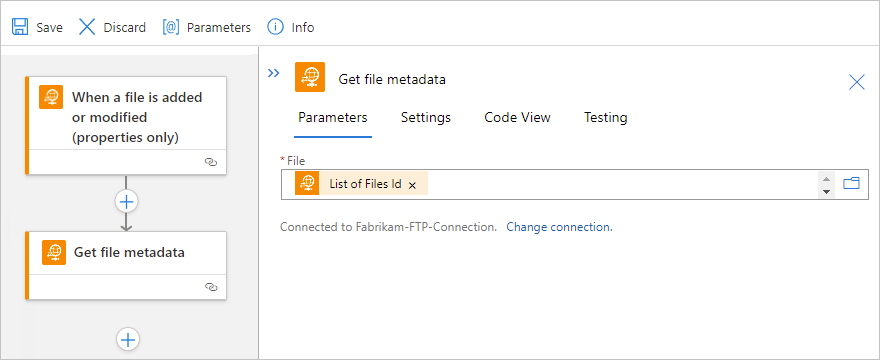 Save Discard [@] Parameters Info
When a file is added
or modified
(properties only)
Get file metadata
Get file metadata
Parameters Settings Code View Testing
* File
List of Files Id ×
Connected to Fabrikam-FTP-Connection. Change connection.